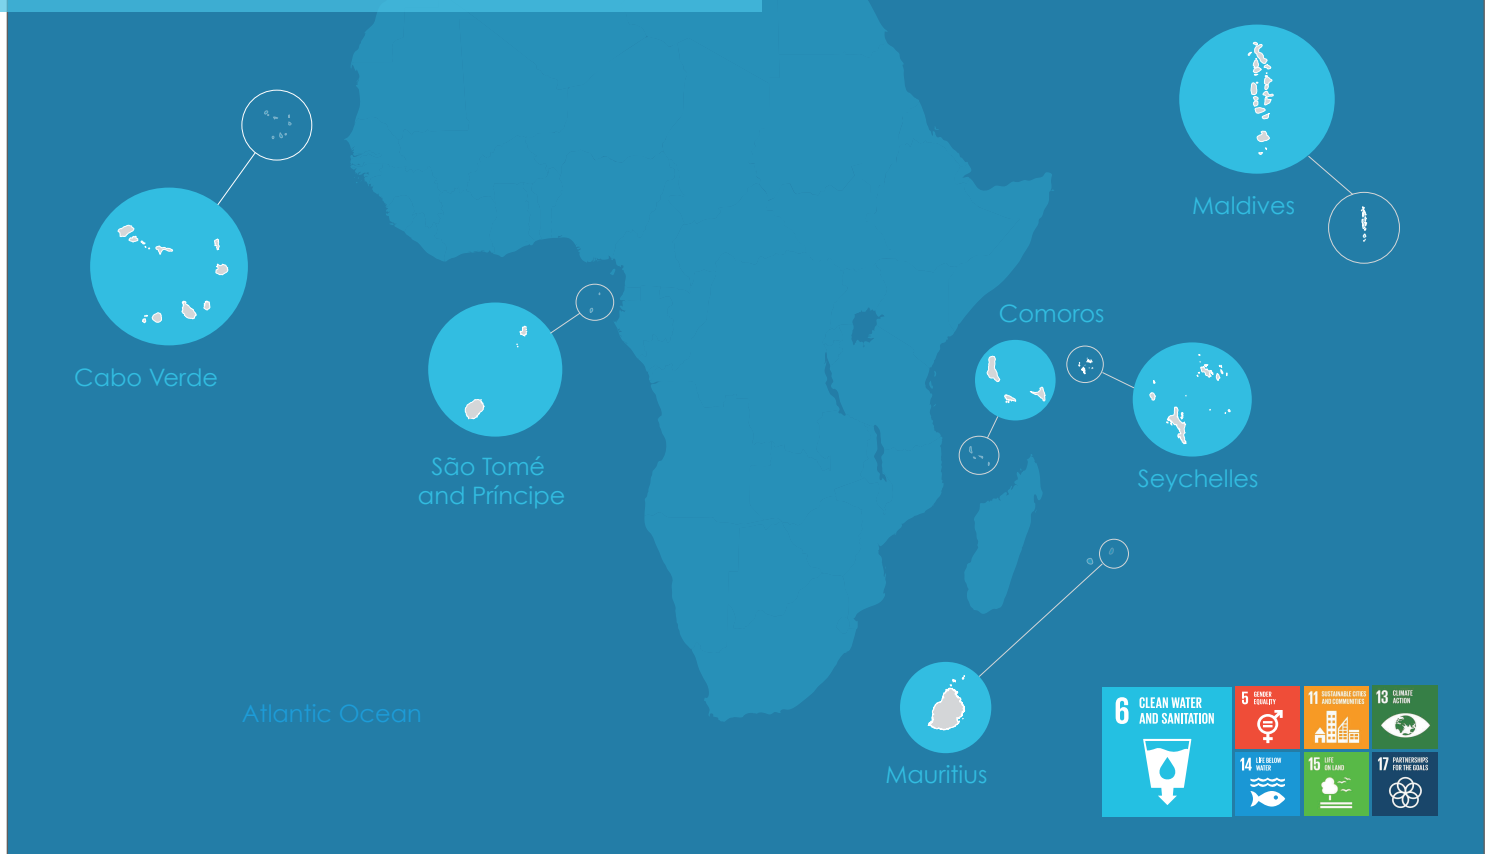 Maldives
Comoros
Cabo Verde
São Tomé
and Príncipe
Seychelles
Atlantic Ocean
Mauritius
6 CLEAN WATER
AND SANITATION
5 GENDER
EQUALITY
11 SUSTAINABLE CITIES
AND COMMUNITIES
13 CLIMATE
ACTION
14 LIFE BELOW
WATER
15 LIFE
ON LAND
17 PARTNERSHIPS
FOR THE GOALS